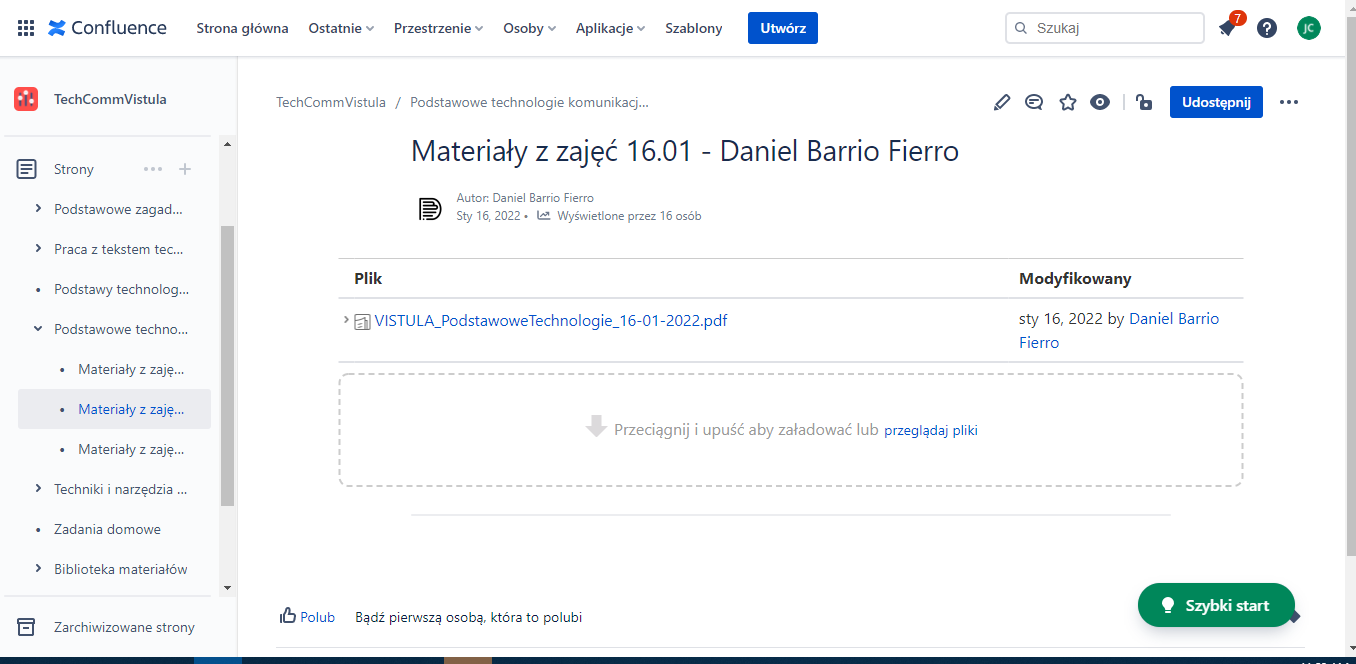 Confluence Strona główna Ostatnie Przestrzenie Osoby Aplikacje Szablony Utwórz Szukaj 7 JC
TechCommVistula
Strony
Podstawowe zagad...
Praca z tekstem tec...
Podstawy technolog...
Podstawowe techno...
Materiały z zaję...
Materiały z zaję...
Materiały z zaję...
Techniki i narzędzia ...
Zadania domowe
Biblioteka materiałów
Zarchiwizowane strony
TechCommVistula / Podstawowe technologie komunikacj...
Udostępnij
Materiały z zajęć 16.01 - Daniel Barrio Fierro
Autor: Daniel Barrio Fierro
Sty 16, 2022 • Wyświetlone przez 16 osób
Plik Modyfikowany
VISTULA_PodstawoweTechnologie_16-01-2022.pdf sty 16, 2022 by Daniel Barrio
Fierro
Przeciągnij i upuść aby załadować lub przeglądaj pliki
Polub Bądź pierwszą osobą, która to polubi
Szybki start